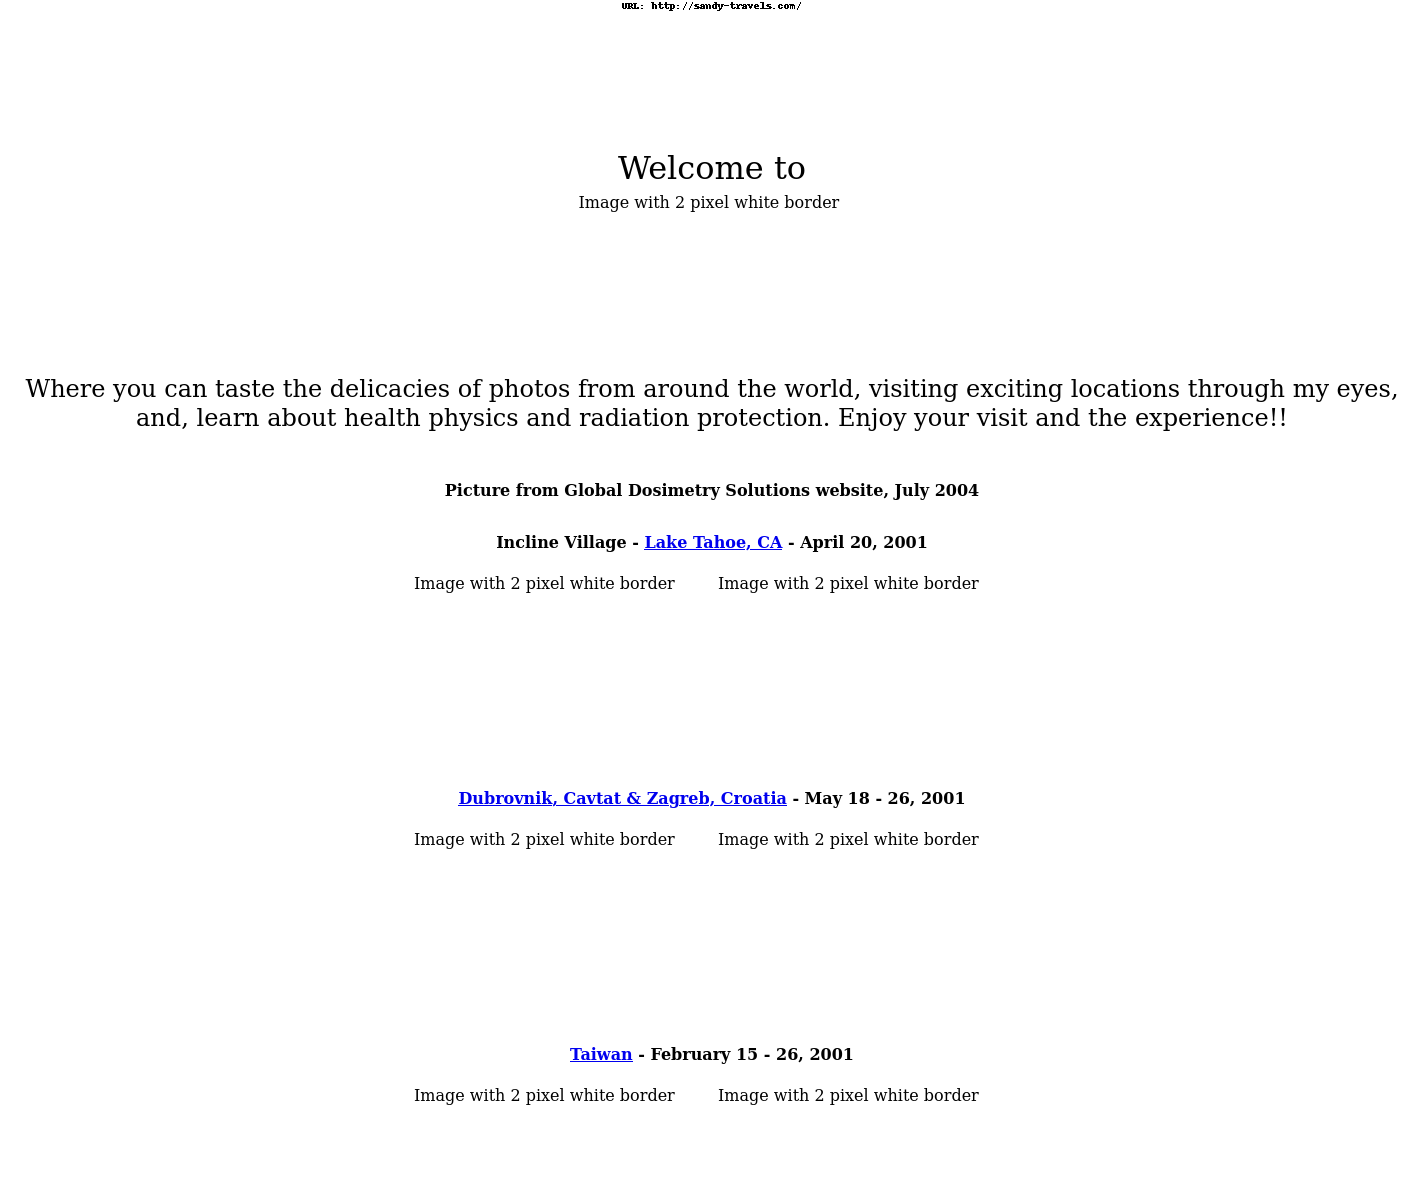 URL: http://sandy-travels.com/
Welcome to
Image with 2 pixel white border
Where you can taste the delicacies of photos from around the world, visiting exciting locations through my eyes,
and, learn about health physics and radiation protection. Enjoy your visit and the experience!!
Picture from Global Dosimetry Solutions website, July 2004
Incline Village - Lake Tahoe, CA - April 20, 2001
Image with 2 pixel white border Image with 2 pixel white border
Dubrovnik, Cavtat & Zagreb, Croatia - May 18 - 26, 2001
Image with 2 pixel white border Image with 2 pixel white border
Taiwan - February 15 - 26, 2001
Image with 2 pixel white border Image with 2 pixel white border